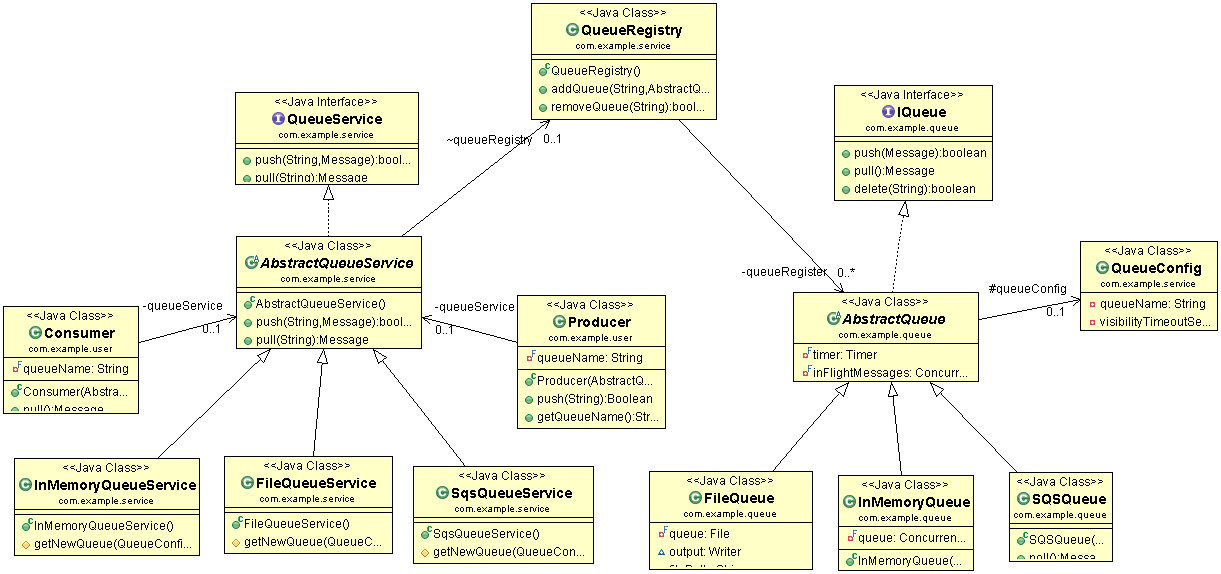 <<Java Class>>
QueueRegistry
com.example.service
QueueRegistry()
addQueue(String,AbstractQ...
removeQueue(String):bool...
<<Java Interface>>
QueueService
com.example.service
push(String,Message):bool...
pull(String):Message
<<Java Interface>>
IQueue
com.example.queue
push(Message):boolean
pull():Message
delete(String):boolean
~queueRegistry
0..1
<<Java Class>>
AbstractQueueService
com.example.service
AbstractQueueService()
push(String,Message):bool...
pull(String):Message
-queueRegister
0..*
<<Java Class>>
QueueConfig
com.example.service
queueName: String
visibilityTimeoutSe...
#queueConfig
0..1
<<Java Class>>
AbstractQueue
com.example.queue
timer: Timer
inFlightMessages: Concurr...
-queueService
0..1
<<Java Class>>
Consumer
com.example.user
queueName: String
Consumer(Abstra...
pull():Message
-queueService
0..1
<<Java Class>>
Producer
com.example.user
queueName: String
Producer(AbstractQ...
push(String):Boolean
getQueueName():Str...
<<Java Class>>
InMemoryQueueService
com.example.service
InMemoryQueueService()
getNewQueue(QueueConfi...
<<Java Class>>
FileQueueService
com.example.service
FileQueueService()
getNewQueue(QueueC...
<<Java Class>>
SqsQueueService
com.example.service
SqsQueueService()
getNewQueue(QueueCon...
<<Java Class>>
FileQueue
com.example.queue
queue: File
output: Writer
<<Java Class>>
InMemoryQueue
com.example.queue
queue: Concurren...
InMemoryQueue(...
<<Java Class>>
SQSQueue
com.example.queue
SQSQueue(...